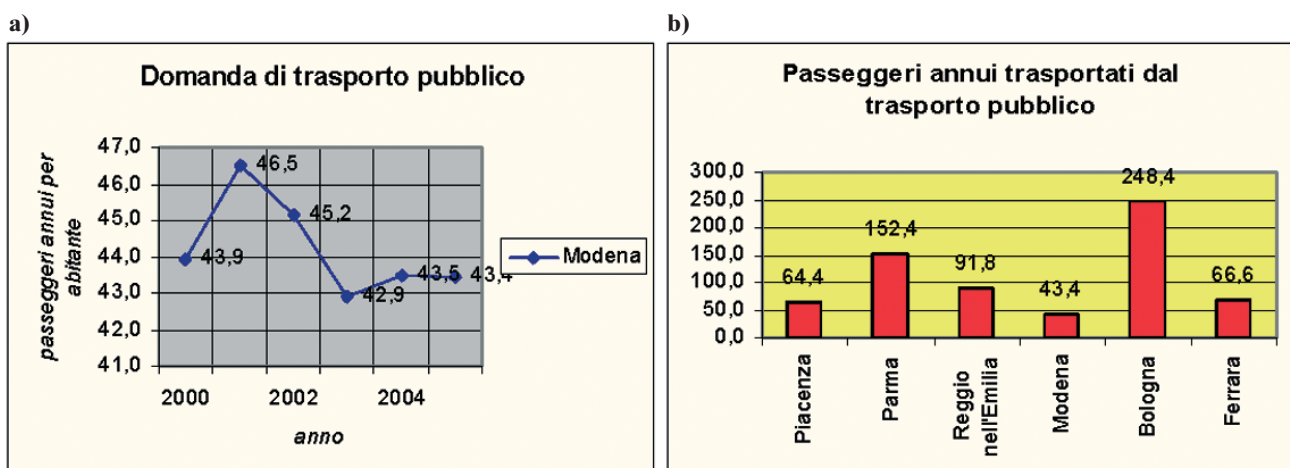 a)
Domanda di trasporto pubblico
passeggeri annui per
abitante
47,0
46,0
45,0
44,0
43,0
42,0
41,0
43,9
46,5
45,2
42,9
43,5
43,4
2000
2002
2004
anno
Modena
b)
Passeggeri annui trasportati dal
trasporto pubblico
300,0
250,0
200,0
150,0
100,0
50,0
0,0
64,4
152,4
91,8
43,4
248,4
66,6
Piacenza
Parma
Reggio
nell'Emilia
Modena
Bologna
Ferrara